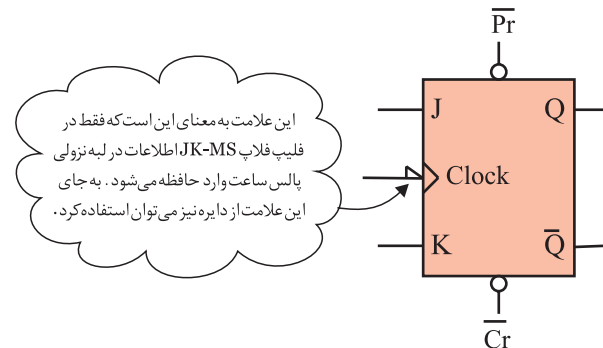 Pr
این علامت به معنای این است که فقط در
فلیپ فلاپ JK-MS اطلاعات در لبه نزولی
پالس ساعت وارد حافظه می‌شود. به جای
این علامت از دایره نیز می‌توان استفاده کرد.
J Q
Clock
K Q̅
C̅r̅